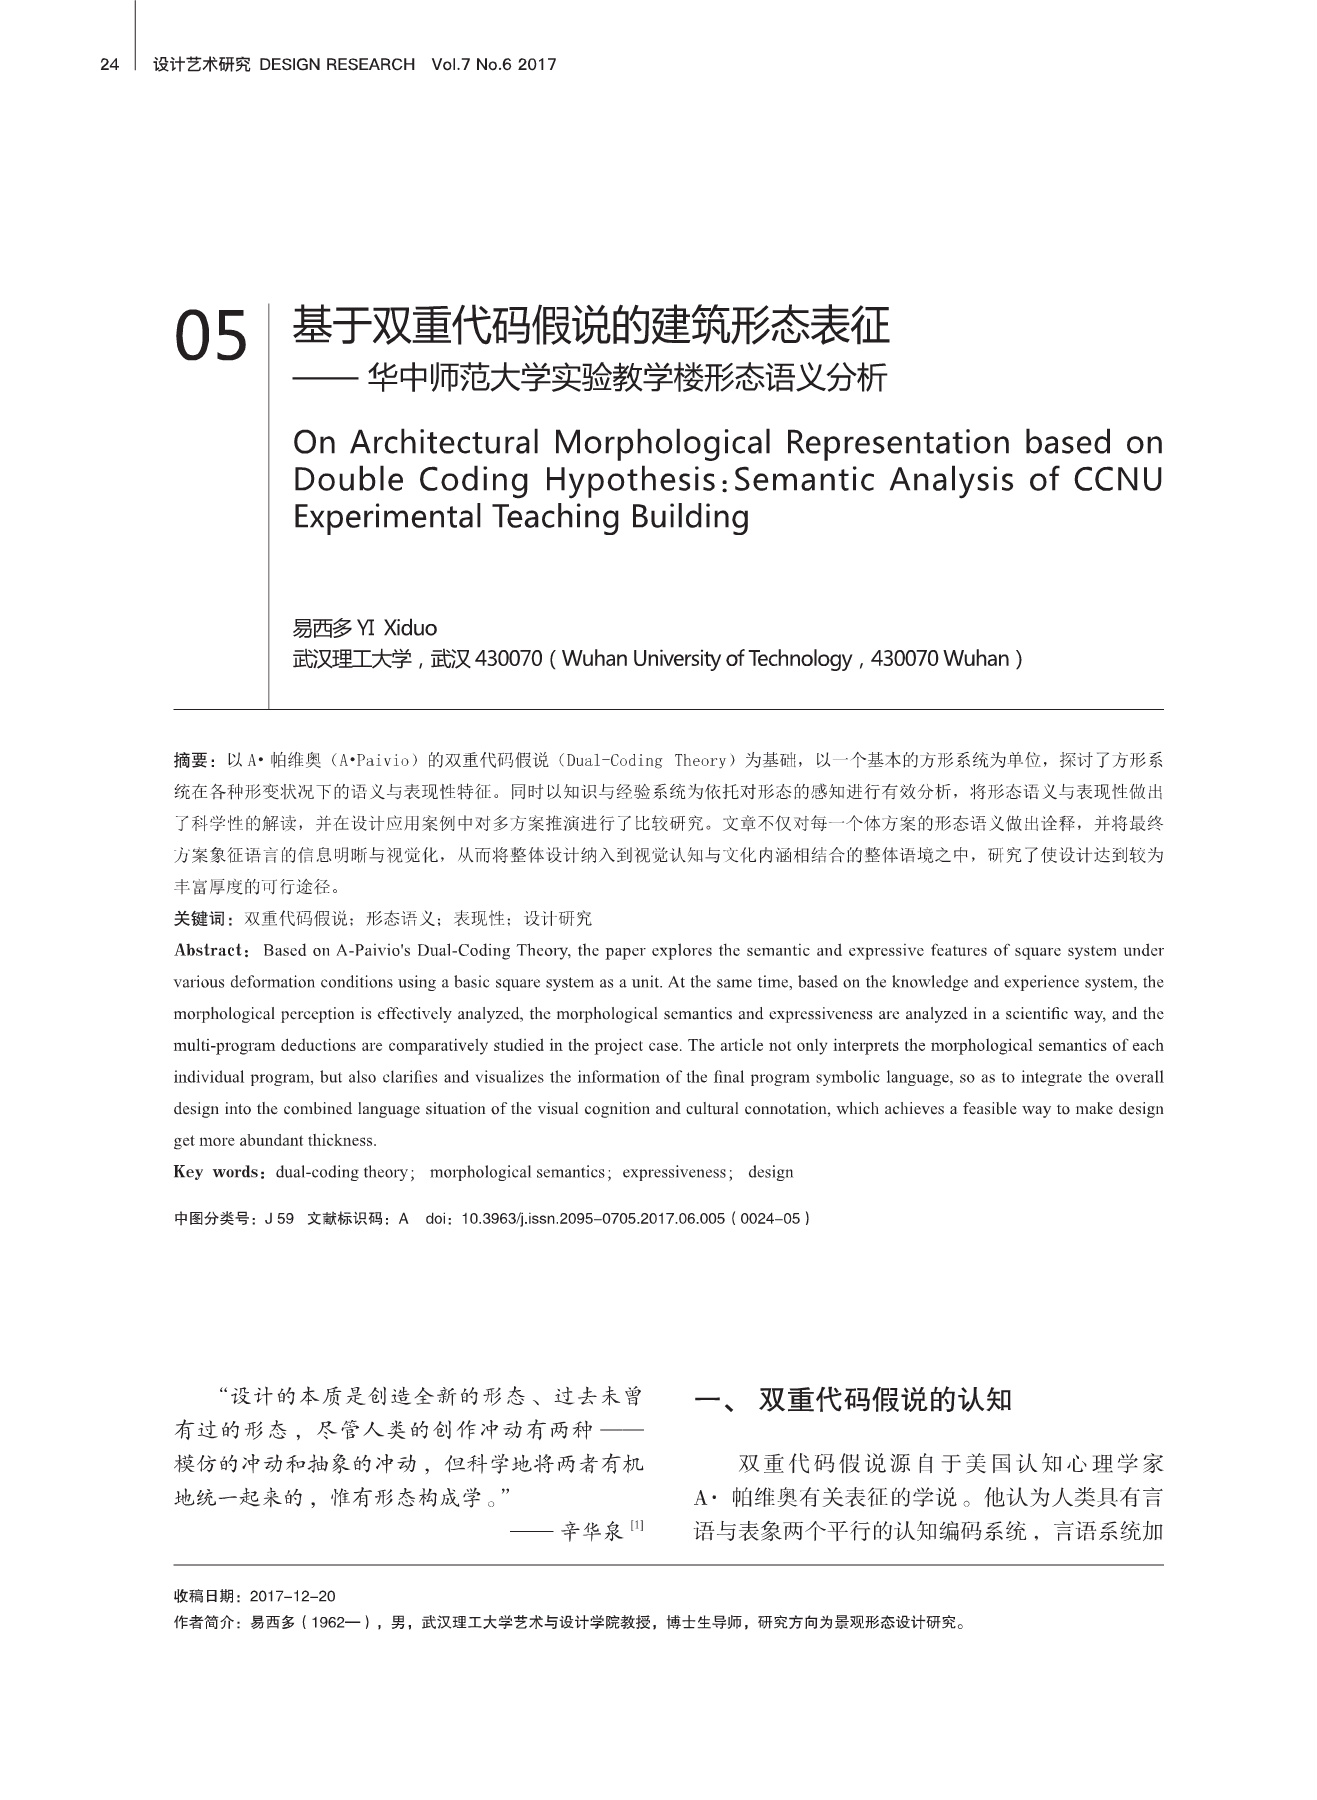 24 设计艺术研究 DESIGN RESEARCH Vol.7 No.6 2017
05
基于双重代码假说的建筑形态表征
—— 华中师范大学实验教学楼形态语义分析
On Architectural Morphological Representation based on
Double Coding Hypothesis:Semantic Analysis of CCNU
Experimental Teaching Building
易西多 YI Xiduo
武汉理工大学，武汉 430070（Wuhan University of Technology，430070 Wuhan）
摘要：以 A• 帕维奥（A•Paivio）的双重代码假说（Dual-Coding Theory）为基础，以一个基本的方形系统为单位，探讨了方形系
统在各种形变状况下的语义与表现性特征。同时以知识与经验系统为依托对形态的感知进行有效分析，将形态语义与表现性做出
了科学性的解读，并在设计应用案例中对多方案推演进行了比较研究。文章不仅对每一个体方案的形态语义做出诠释，并将最终
方案象征语言的信息明晰与视觉化，从而将整体设计纳入到视觉认知与文化内涵相结合的整体语境之中，研究了使设计达到较为
丰富厚度的可行途径。
关键词：双重代码假说；形态语义；表现性；设计研究
Abstract： Based on A-Paivio's Dual-Coding Theory, the paper explores the semantic and expressive features of square system under
various deformation conditions using a basic square system as a unit. At the same time, based on the knowledge and experience system, the
morphological perception is effectively analyzed, the morphological semantics and expressiveness are analyzed in a scientific way, and the
multi-program deductions are comparatively studied in the project case. The article not only interprets the morphological semantics of each
individual program, but also clarifies and visualizes the information of the final program symbolic language, so as to integrate the overall
design into the combined language situation of the visual cognition and cultural connotation, which achieves a feasible way to make design
get more abundant thickness.
Key words：dual-coding theory； morphological semantics；expressiveness； design
中图分类号：J 59 文献标识码：A doi：10.3963/j.issn.2095-0705.2017.06.005（0024-05）
“设计的本质是创造全新的形态、过去未曾
有过的形态，尽管人类的创作冲动有两种 ——
模仿的冲动和抽象的冲动，但科学地将两者有机
地统一起来的，惟有形态构成学。”
—— 辛华泉 [1]
一、 双重代码假说的认知
双重代码假说源自于美国认知心理学家
A· 帕维奥有关表征的学说。他认为人类具有言
语与表象两个平行的认知编码系统，言语系统加
收稿日期：2017-12-20
作者简介：易西多（1962—），男，武汉理工大学艺术与设计学院教授，博士生导师，研究方向为景观形态设计研究。